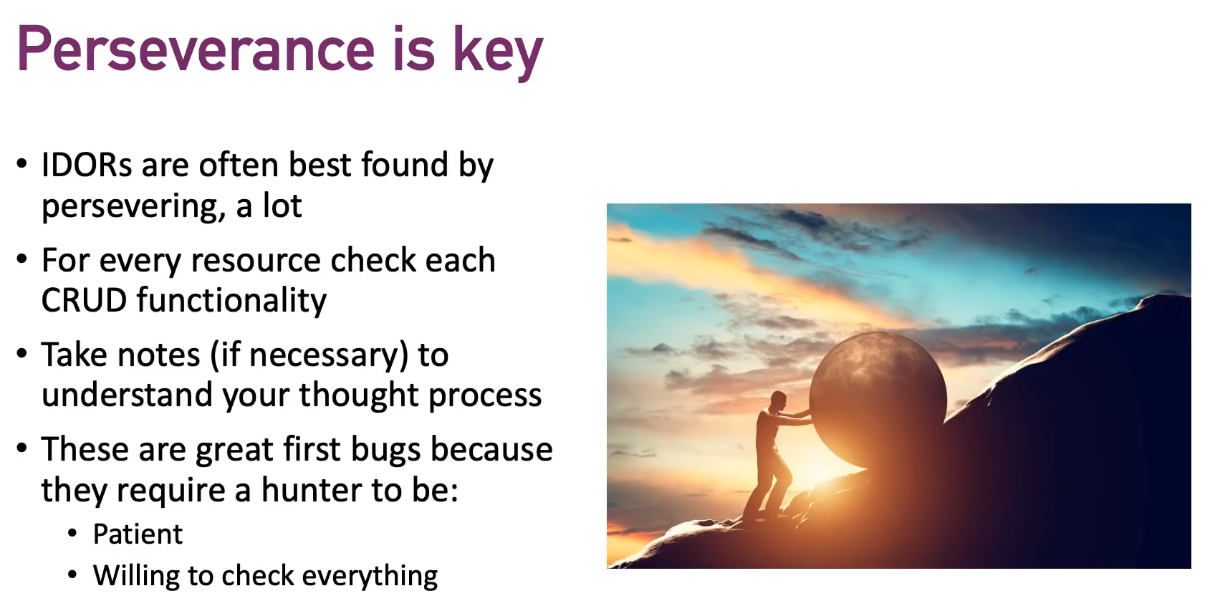 Perseverance is key
• IDORs are often best found by
persevering, a lot
• For every resource check each
CRUD functionality
• Take notes (if necessary) to
understand your thought process
• These are great first bugs because
they require a hunter to be:
• Patient
• Willing to check everything